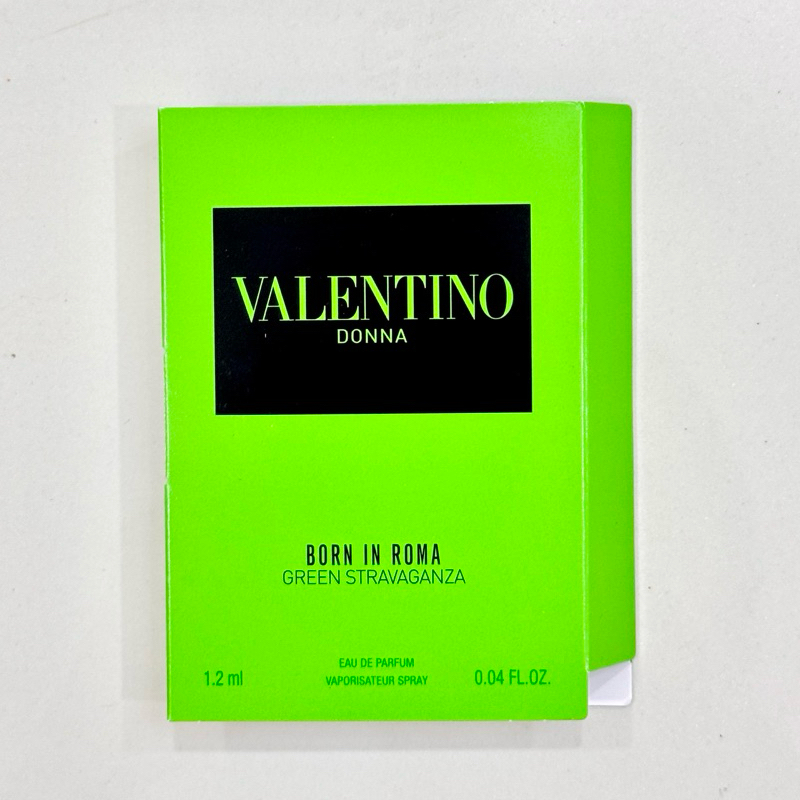 VALENTINO
DONNA
BORN IN ROMA
GREEN STRAVAGANZA
EAU DE PARFUM
1.2 ml VAPORISATEUR SPRAY 0.04 FL.OZ.